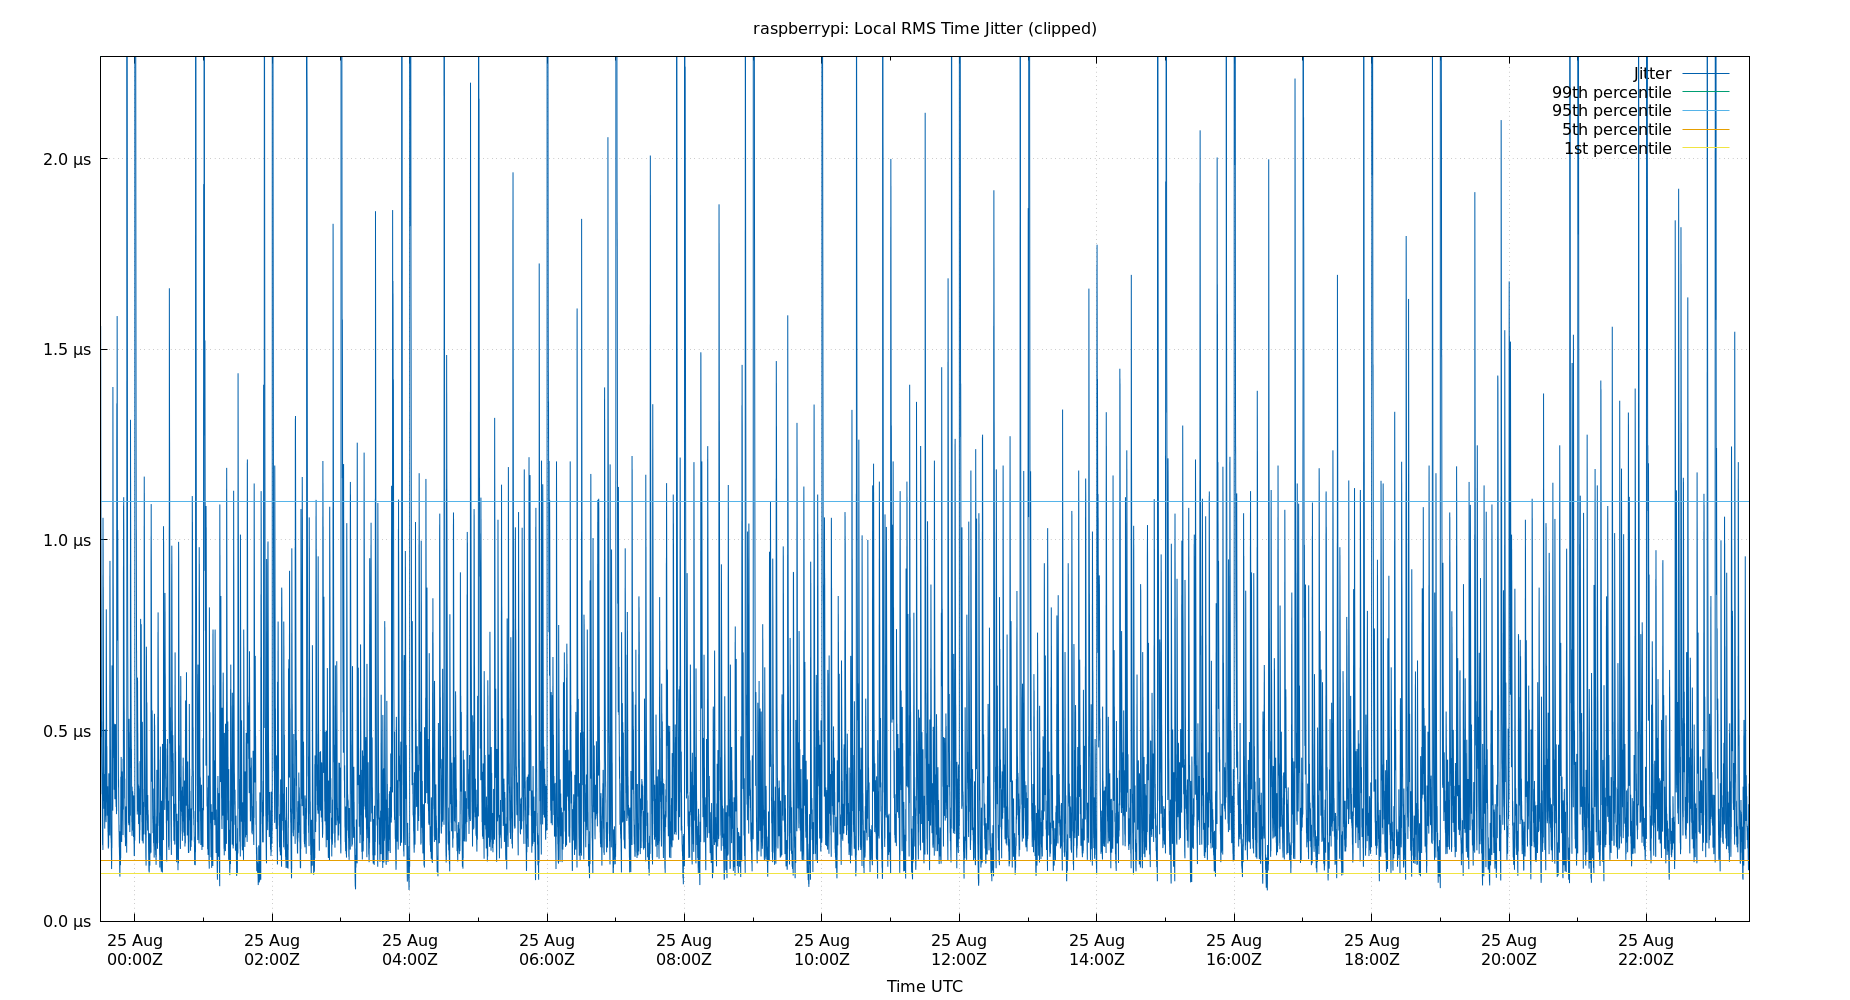 raspberrypi: Local RMS Time Jitter (clipped)
Jitter
99th percentile
95th percentile
5th percentile
1st percentile
2.0 µs
1.5 µs
1.0 µs
0.5 µs
0.0 µs
25 Aug 25 Aug 25 Aug 25 Aug 25 Aug 25 Aug 25 Aug 25 Aug 25 Aug 25 Aug 25 Aug 25 Aug
00:00Z 02:00Z 04:00Z 06:00Z 08:00Z 10:00Z 12:00Z 14:00Z 16:00Z 18:00Z 20:00Z 22:00Z
Time UTC